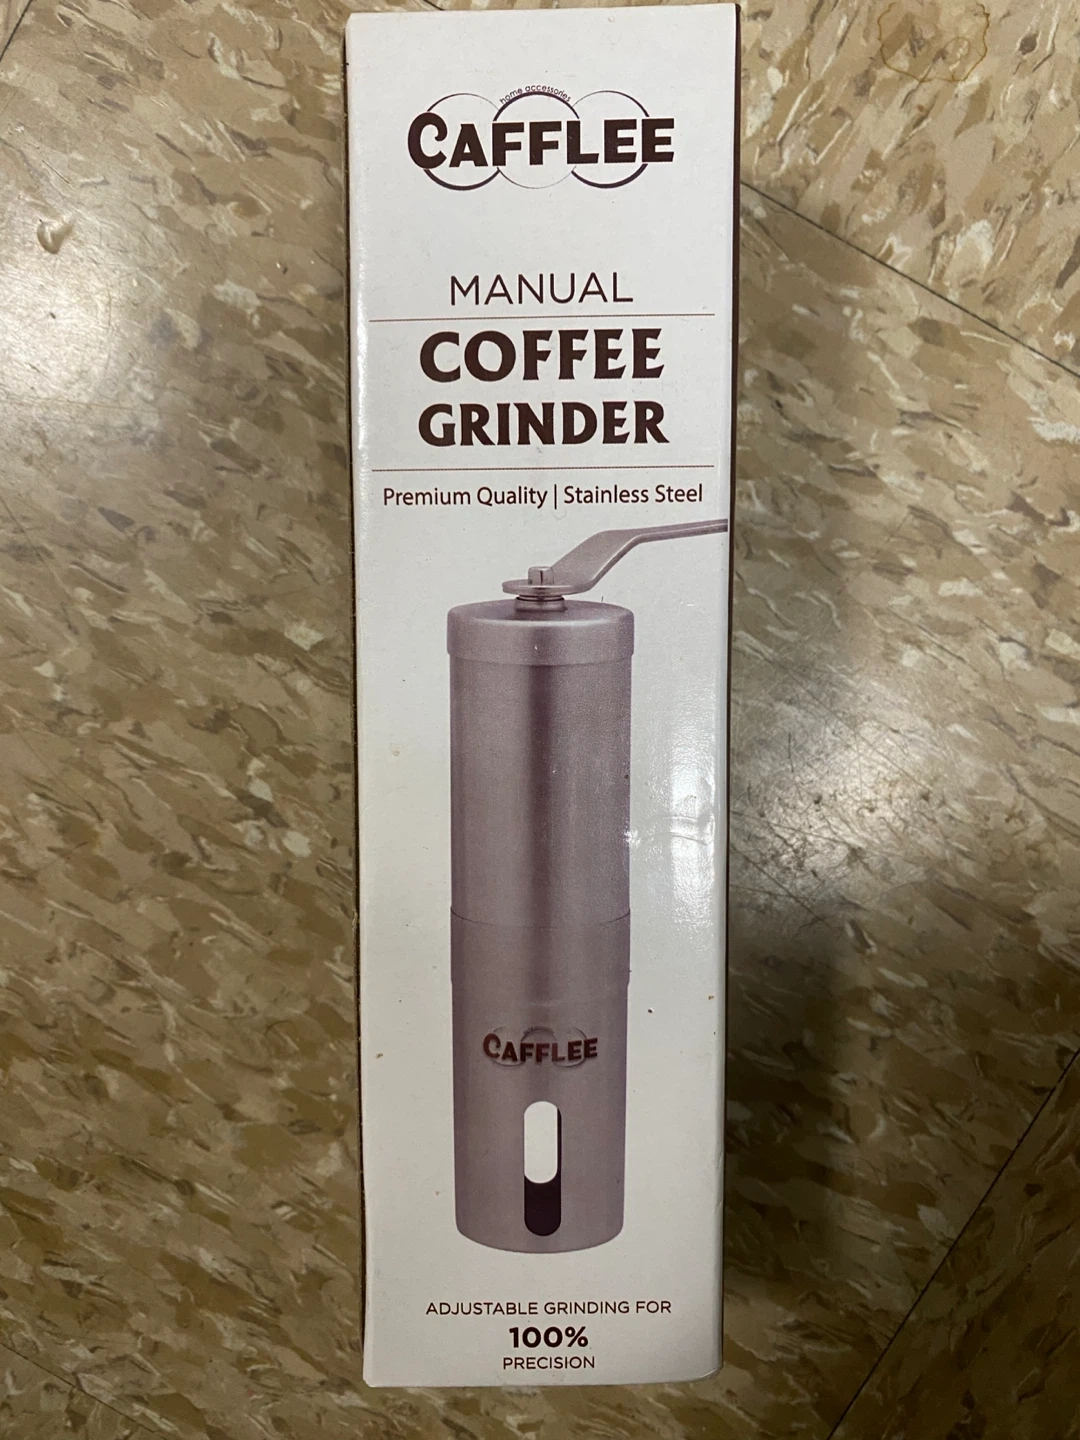 home accessories
CAFFLEE
MANUAL
COFFEE
GRINDER
Premium Quality | Stainless Steel
CAFFLEE
ADJUSTABLE GRINDING FOR
100%
PRECISION